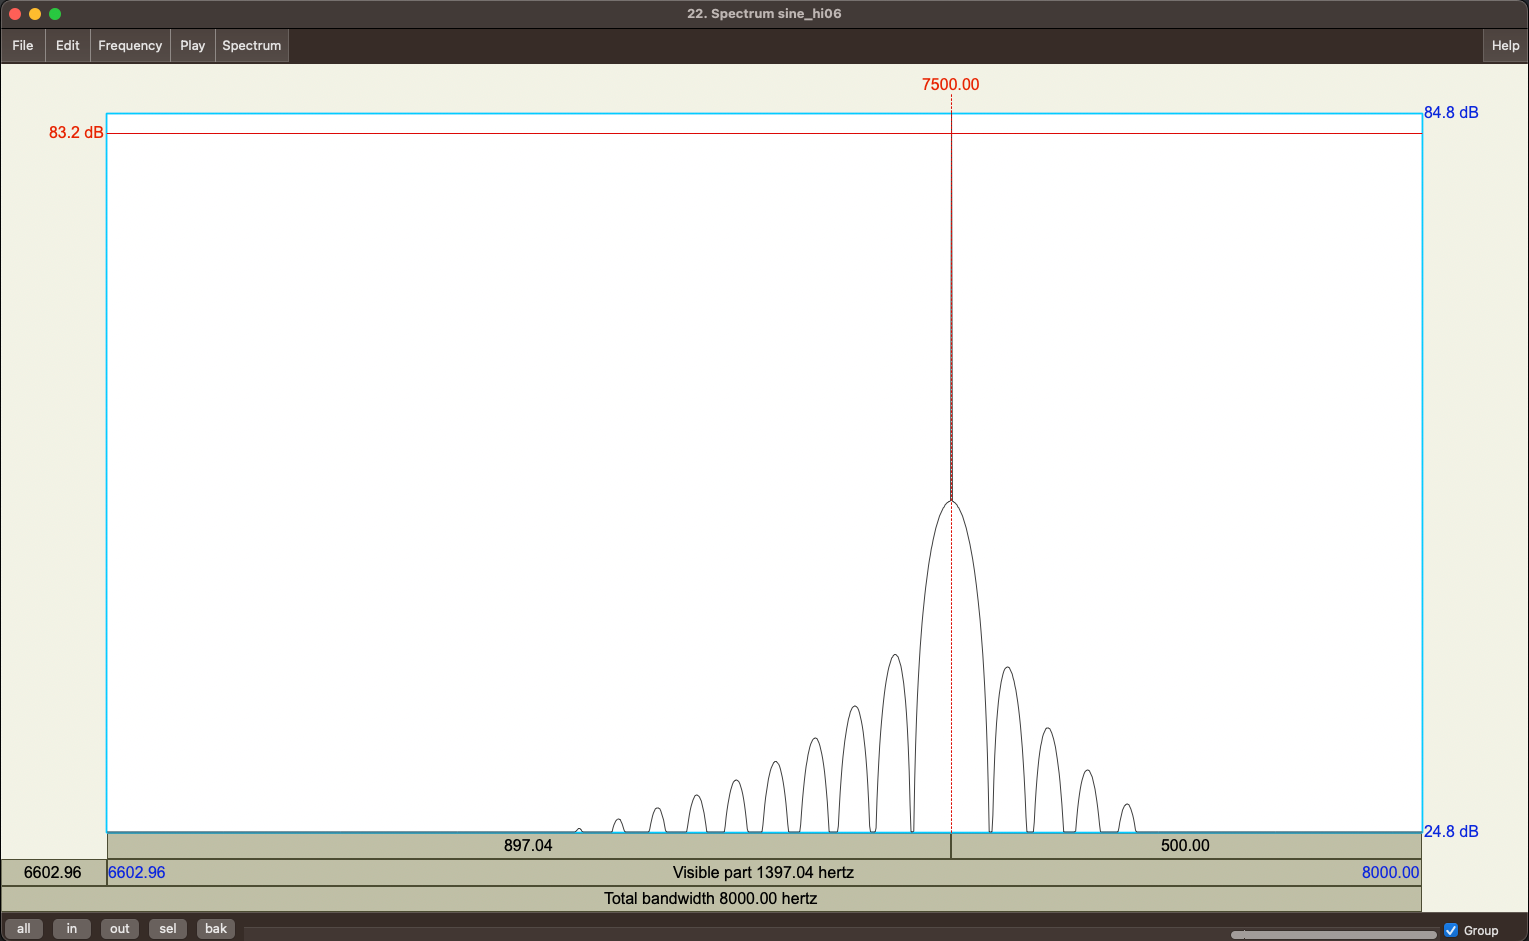 22. Spectrum sine_hi06
File Edit Frequency Play Spectrum Help
7500.00
84.8 dB
83.2 dB
24.8 dB
897.04 500.00
6602.96 6602.96 Visible part 1397.04 hertz 8000.00
Total bandwidth 8000.00 hertz
all in out sel bak Group